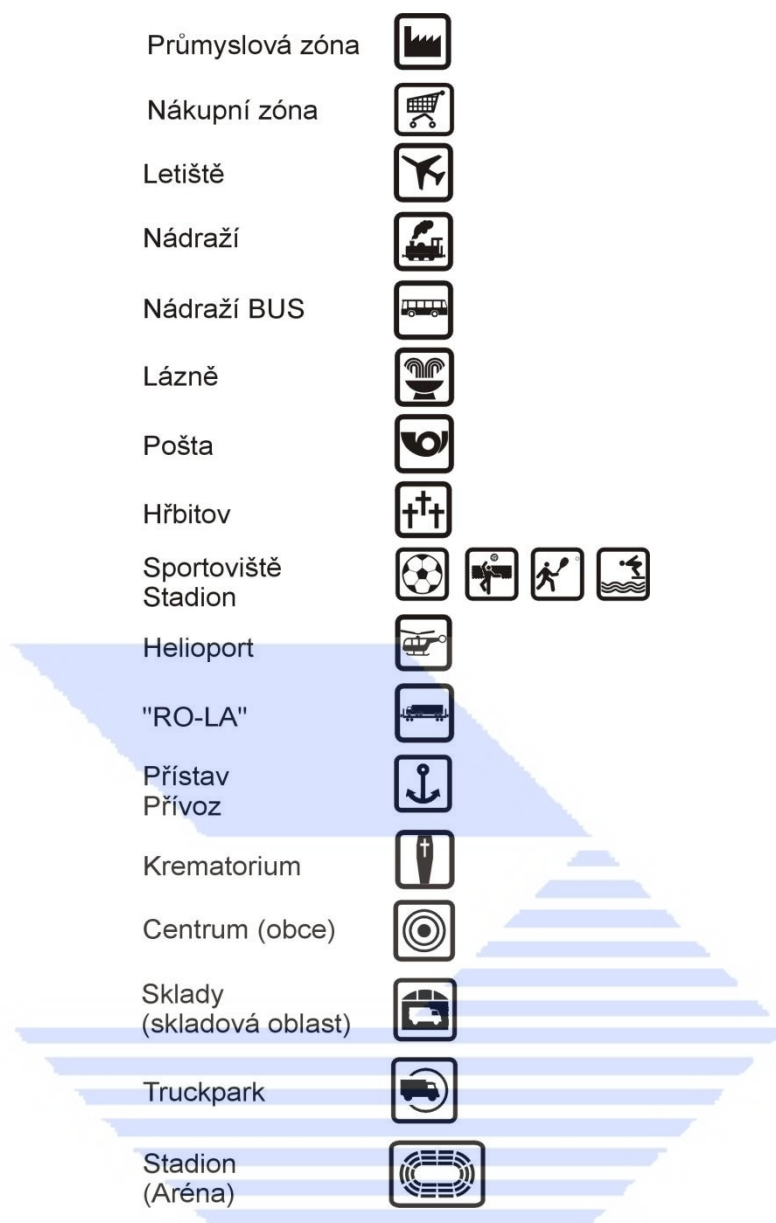 Průmyslová zóna
Nákupní zóna
Letiště
Nádraží
Nádraží BUS
Lázně
Pošta
Hřbitov
Sportoviště
Stadion
Helioport
"RO-LA"
Přístav
Přívoz
Krematorium
Centrum (obce)
Sklady
(skladová oblast)
Truckpark
Stadion
(Aréna)